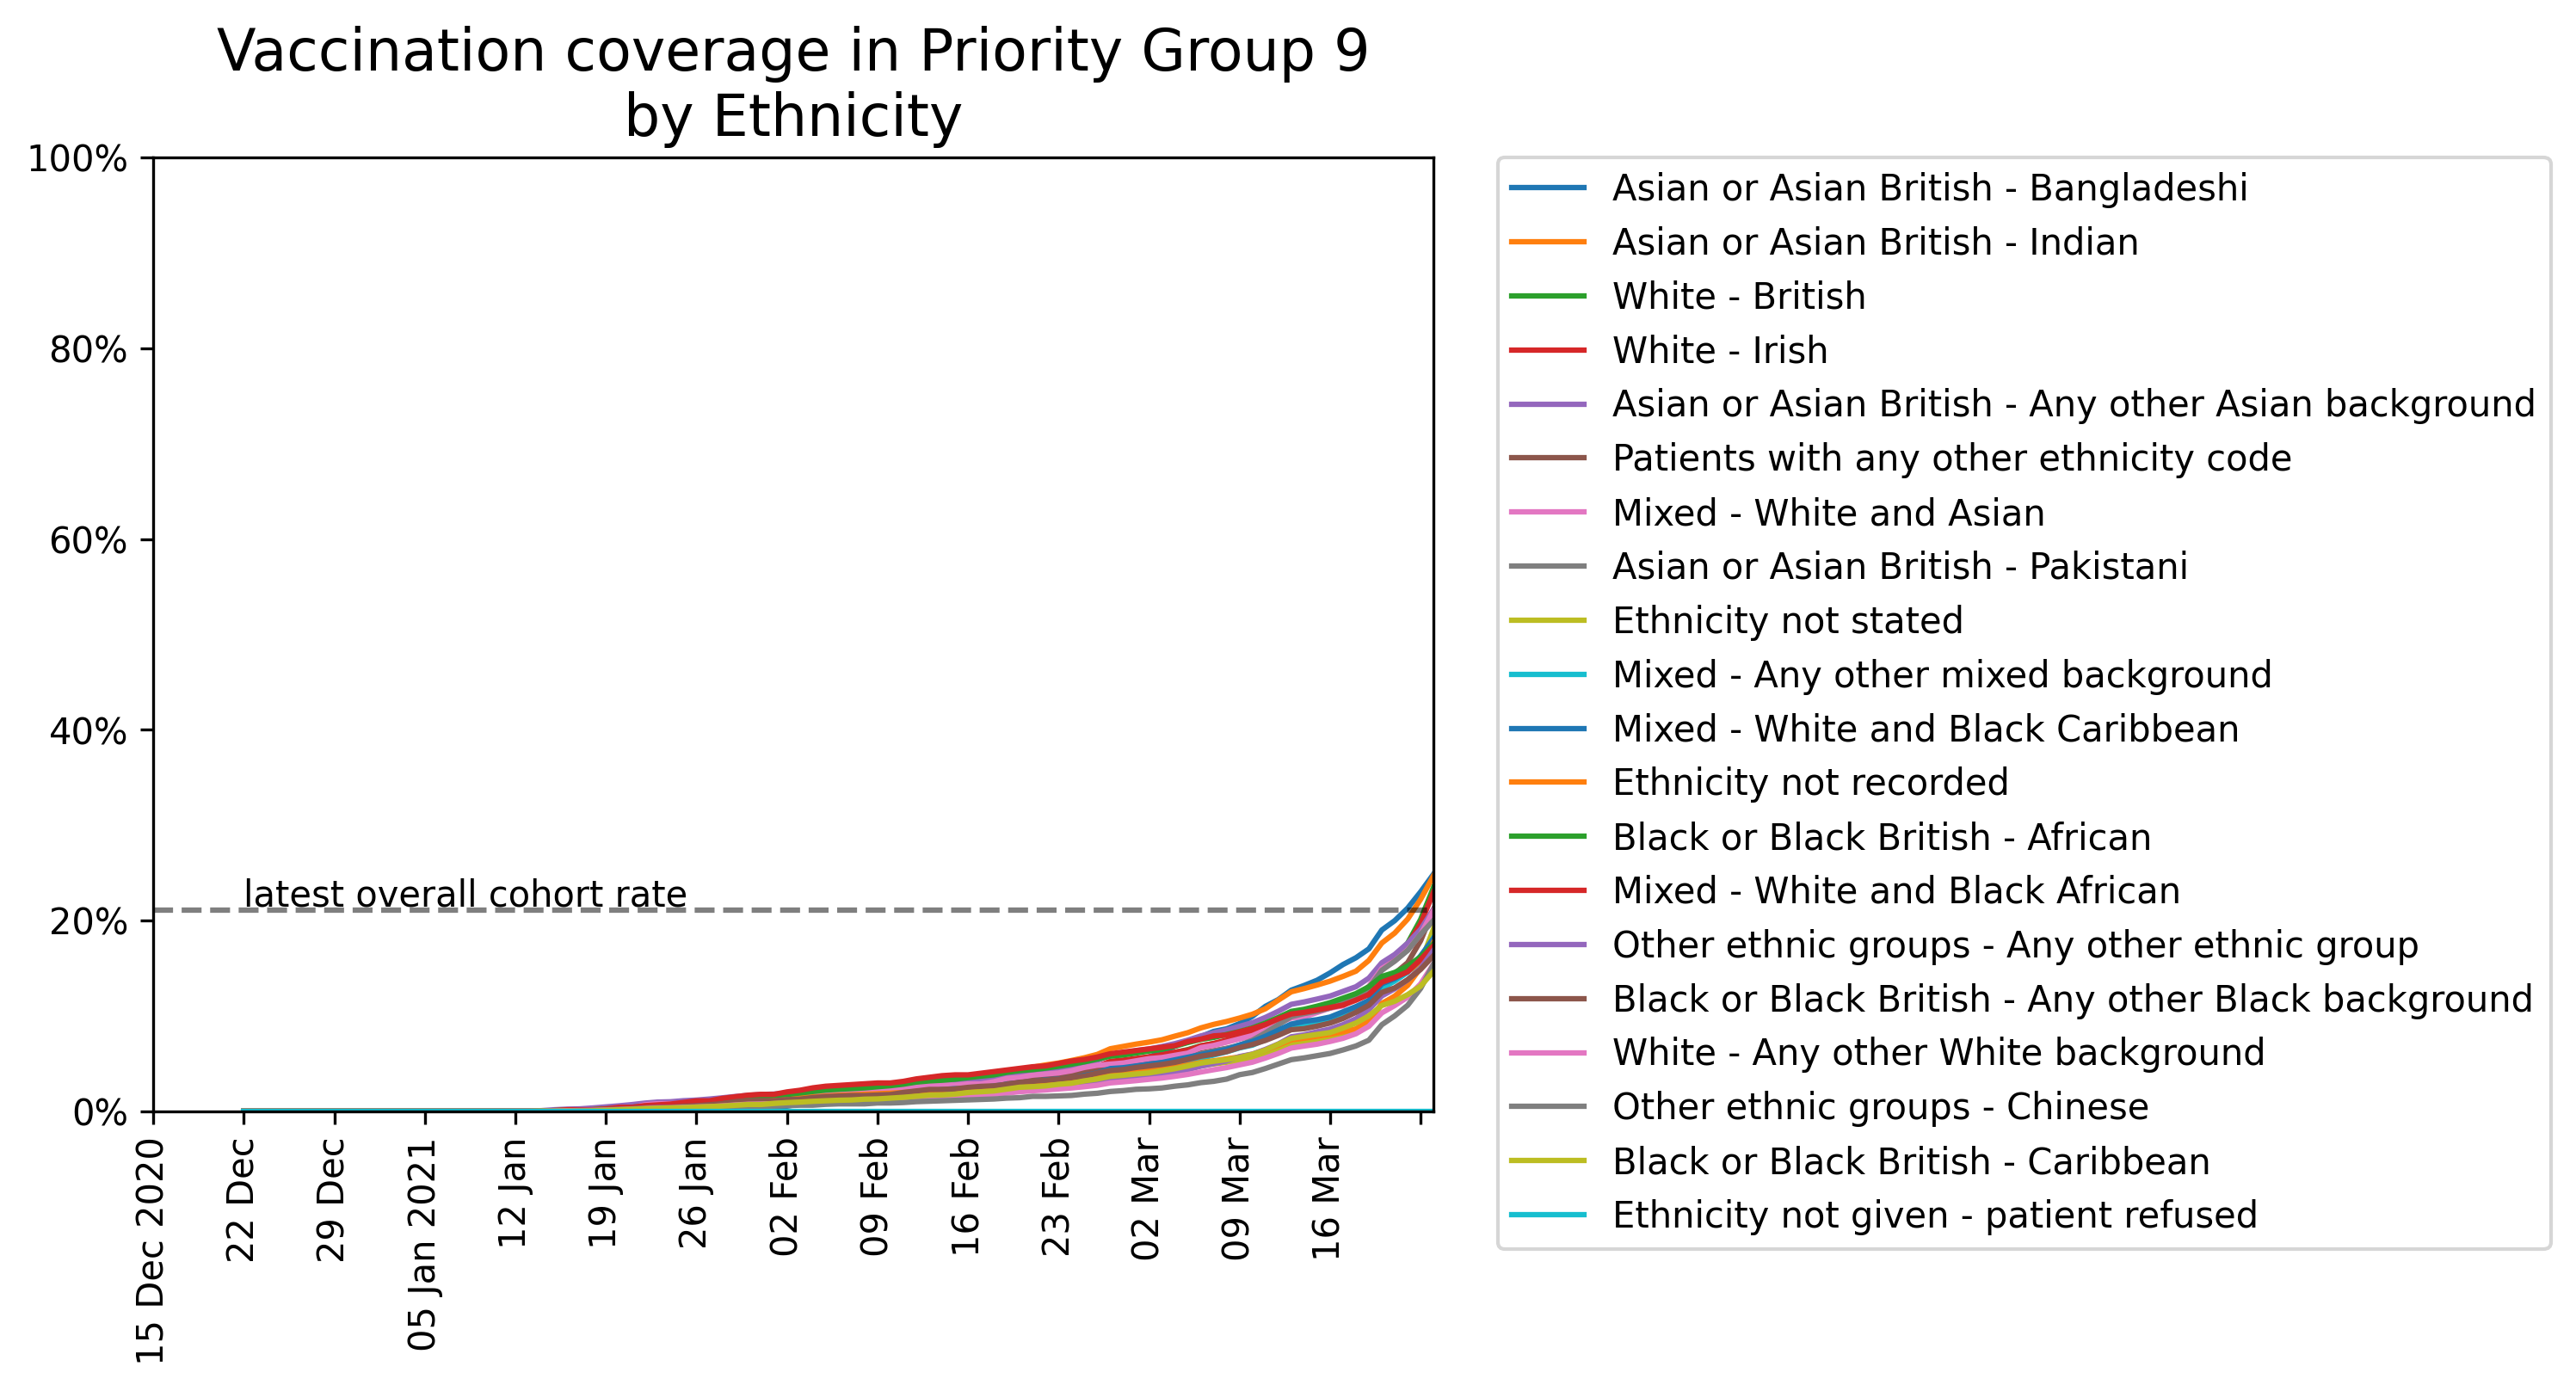 Vaccination coverage in Priority Group 9
by Ethnicity
100%
80%
60%
40%
20%
0%
latest overall cohort rate
15 Dec 2020
22 Dec
29 Dec
05 Jan 2021
12 Jan
19 Jan
26 Jan
02 Feb
09 Feb
16 Feb
23 Feb
02 Mar
09 Mar
16 Mar
Asian or Asian British - Bangladeshi
Asian or Asian British - Indian
White - British
White - Irish
Asian or Asian British - Any other Asian background
Patients with any other ethnicity code
Mixed - White and Asian
Asian or Asian British - Pakistani
Ethnicity not stated
Mixed - Any other mixed background
Mixed - White and Black Caribbean
Ethnicity not recorded
Black or Black British - African
Mixed - White and Black African
Other ethnic groups - Any other ethnic group
Black or Black British - Any other Black background
White - Any other White background
Other ethnic groups - Chinese
Black or Black British - Caribbean
Ethnicity not given - patient refused